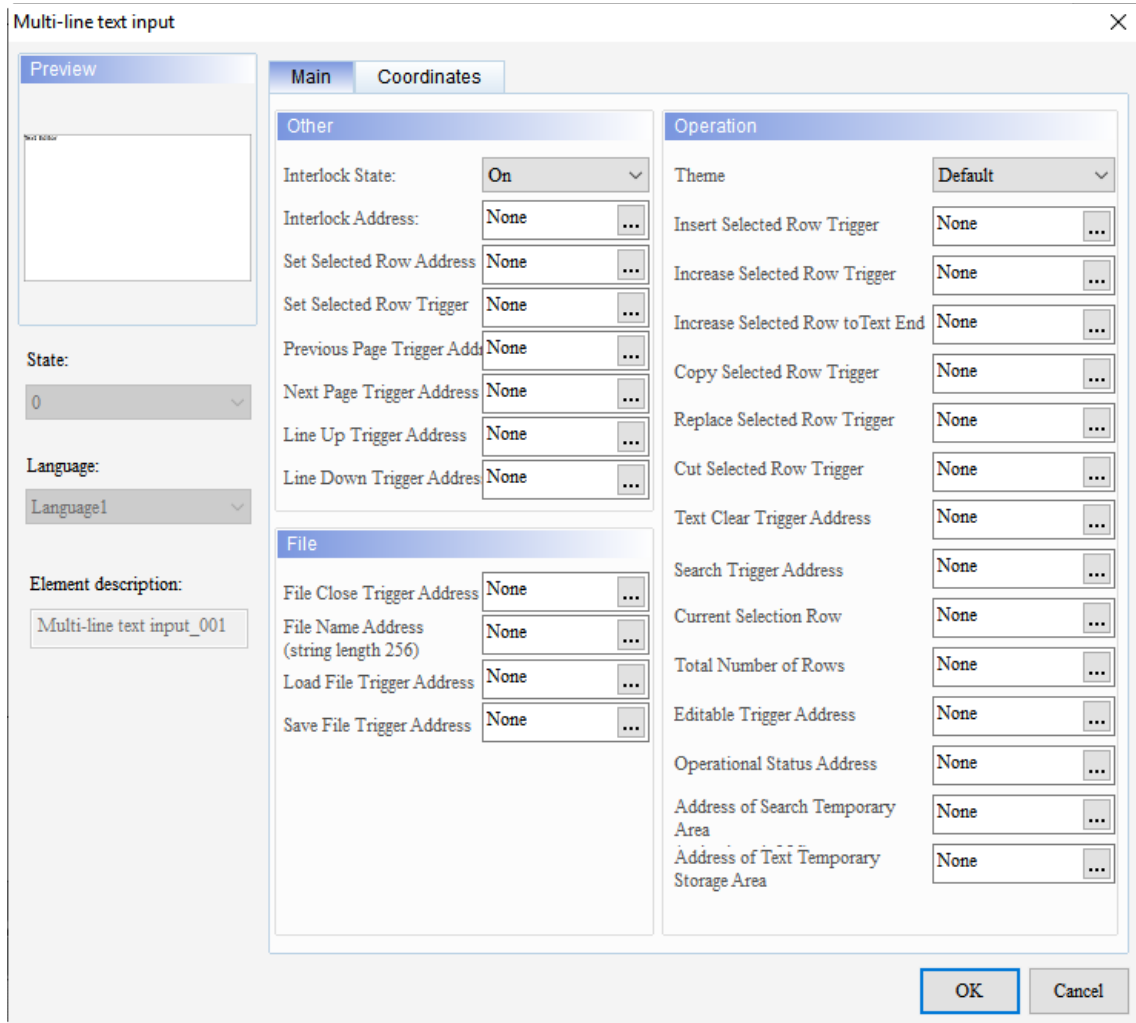 Multi-line text input
Preview
Text Editor
State:
0
Language:
Language1
Element description:
Multi-line text input_001
Main
Coordinates
Other
Interlock State:
On
Interlock Address:
None
...
Set Selected Row Address
None
...
Set Selected Row Trigger
None
...
Previous Page Trigger Addr
None
...
Next Page Trigger Address
None
...
Line Up Trigger Address
None
...
Line Down Trigger Addres
None
...
File
File Close Trigger Address
None
...
File Name Address
(string length 256)
None
...
Load File Trigger Address
None
...
Save File Trigger Address
None
...
Operation
Theme
Default
Insert Selected Row Trigger
None
...
Increase Selected Row Trigger
None
...
Increase Selected Row toText End
None
...
Copy Selected Row Trigger
None
...
Replace Selected Row Trigger
None
...
Cut Selected Row Trigger
None
...
Text Clear Trigger Address
None
...
Search Trigger Address
None
...
Current Selection Row
None
...
Total Number of Rows
None
...
Editable Trigger Address
None
...
Operational Status Address
None
...
Address of Search Temporary
Area
None
...
Address of Text Temporary
Storage Area
None
...
OK
Cancel